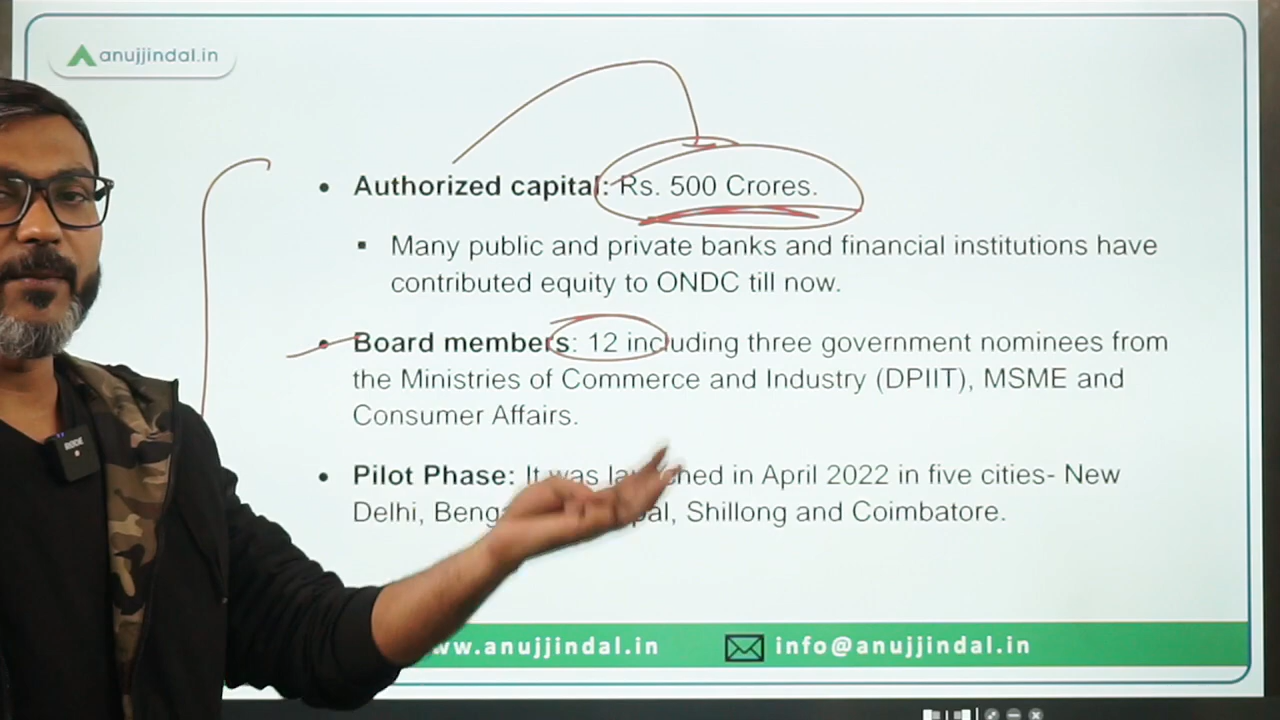 anujjindal.in
Authorized capital: Rs. 500 Crores.
Many public and private banks and financial institutions have
contributed equity to ONDC till now.
Board members: 12 including three government nominees from
the Ministries of Commerce and Industry (DPIIT), MSME and
Consumer Affairs.
Pilot Phase: It was launched in April 2022 in five cities- New
Delhi, Shillong and Coimbatore.
www.anujjindal.in info@anujjindal.in
RODE